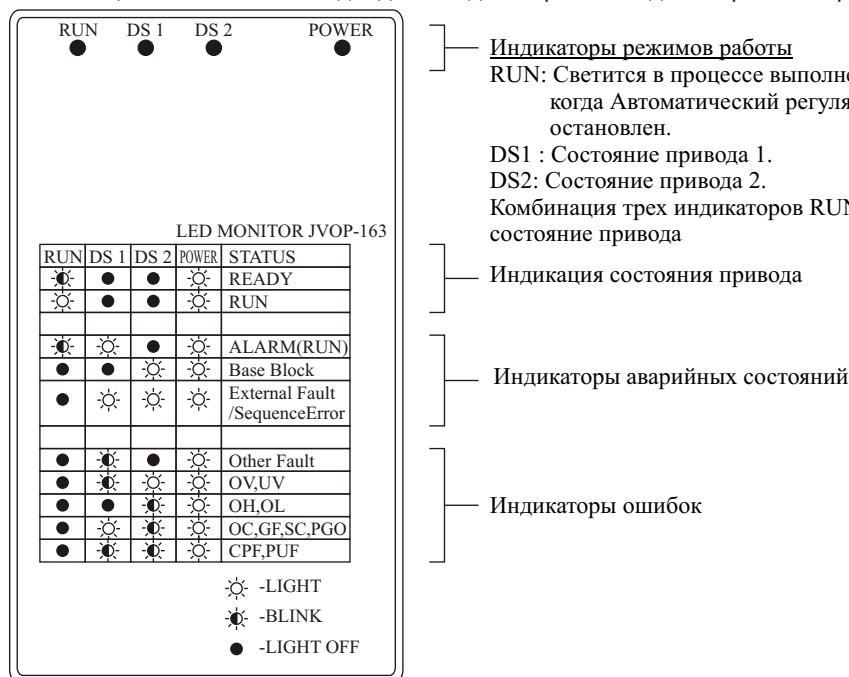 RUN DS 1 DS 2 POWER
Индикаторы режимов работы
RUN: Светится в процессе
когда Автоматический
остановлен.
DS1 : Состояние привода 1.
DS2: Состояние привода 2.
Комбинация трех индикаторов RUN
состояние привода
LED MONITOR JVOP-163
RUN DS 1 DS 2 POWER STATUS
READY
RUN
Индикация состояния привода
ALARM(RUN)
Base Block
External Fault
/SequenceError
Индикаторы аварийных состояний
Other Fault
OV,UV
OH,OL
OC,GF,SC,PGO
CPF,PUF
Индикаторы ошибок
-LIGHT
-BLINK
-LIGHT OFF